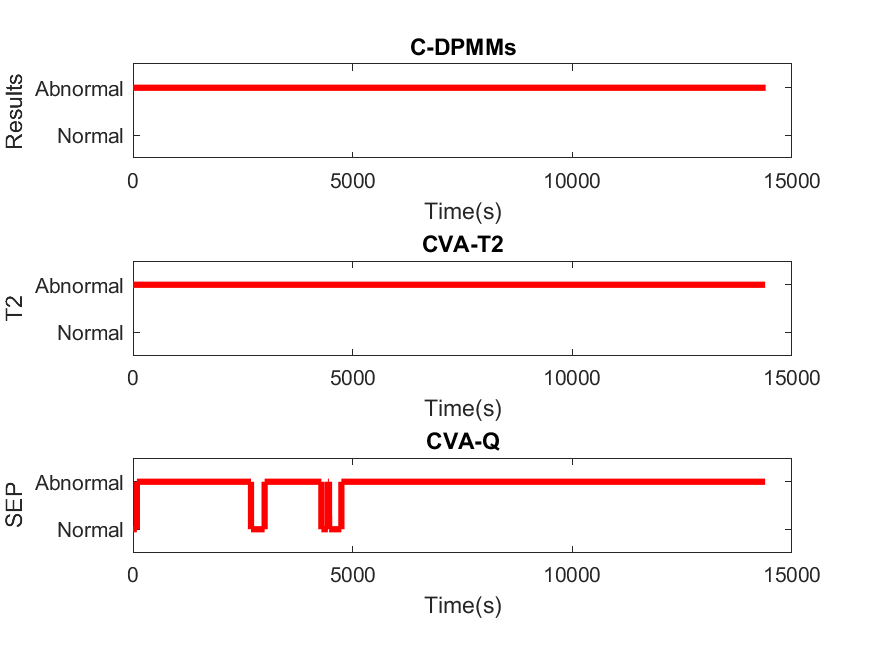 C-DPMMs
Results
Abnormal
Normal
0 5000 10000 15000
Time(s)
CVA-T2
T2
Abnormal
Normal
0 5000 10000 15000
Time(s)
CVA-Q
SEP
Abnormal
Normal
0 5000 10000 15000
Time(s)